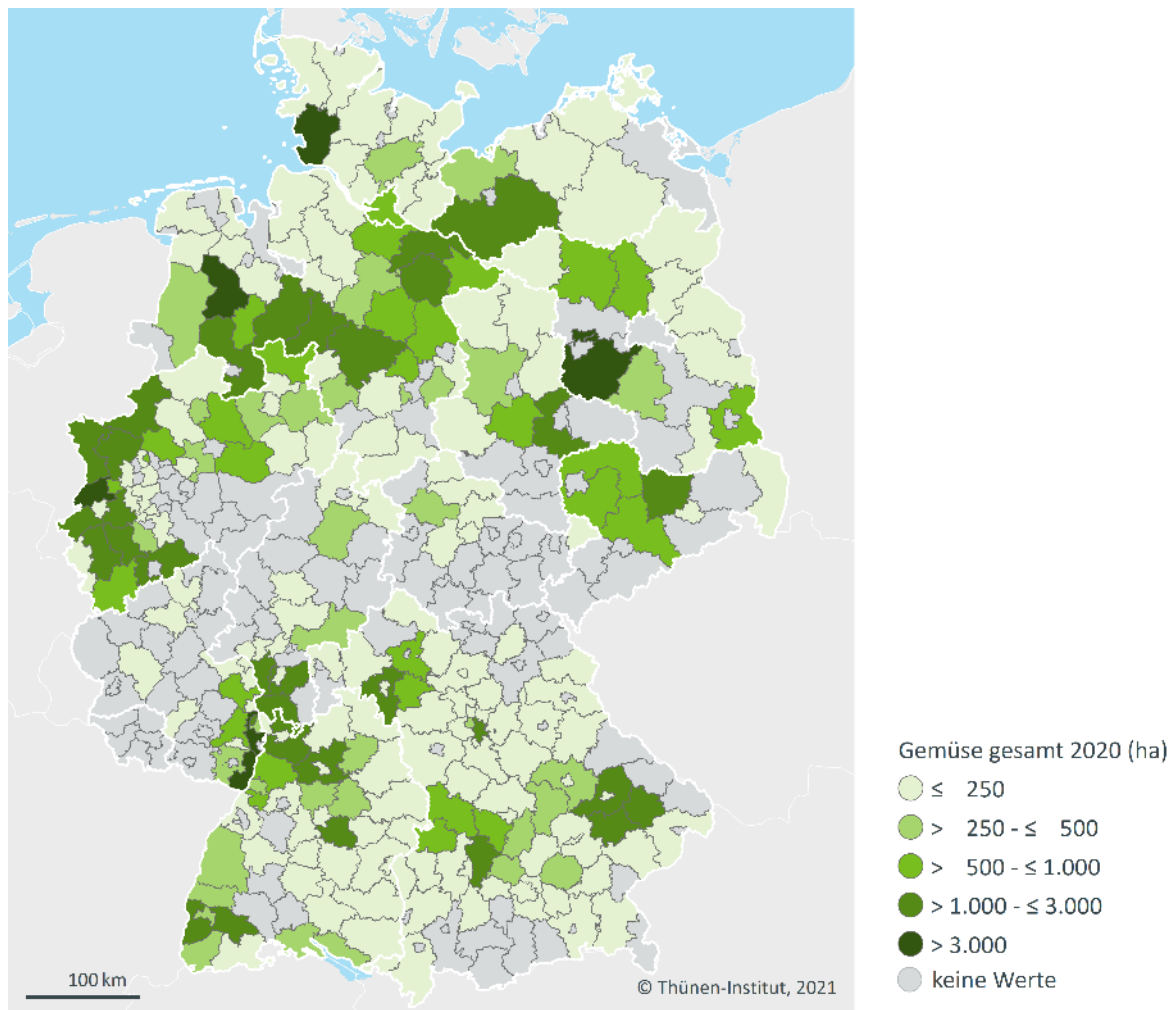 Gemüse gesamt 2020 (ha)
≤ 250
> 250 - ≤ 500
> 500 - ≤ 1.000
> 1.000 - ≤ 3.000
> 3.000
keine Werte
100 km
© Thünen-Institut, 2021